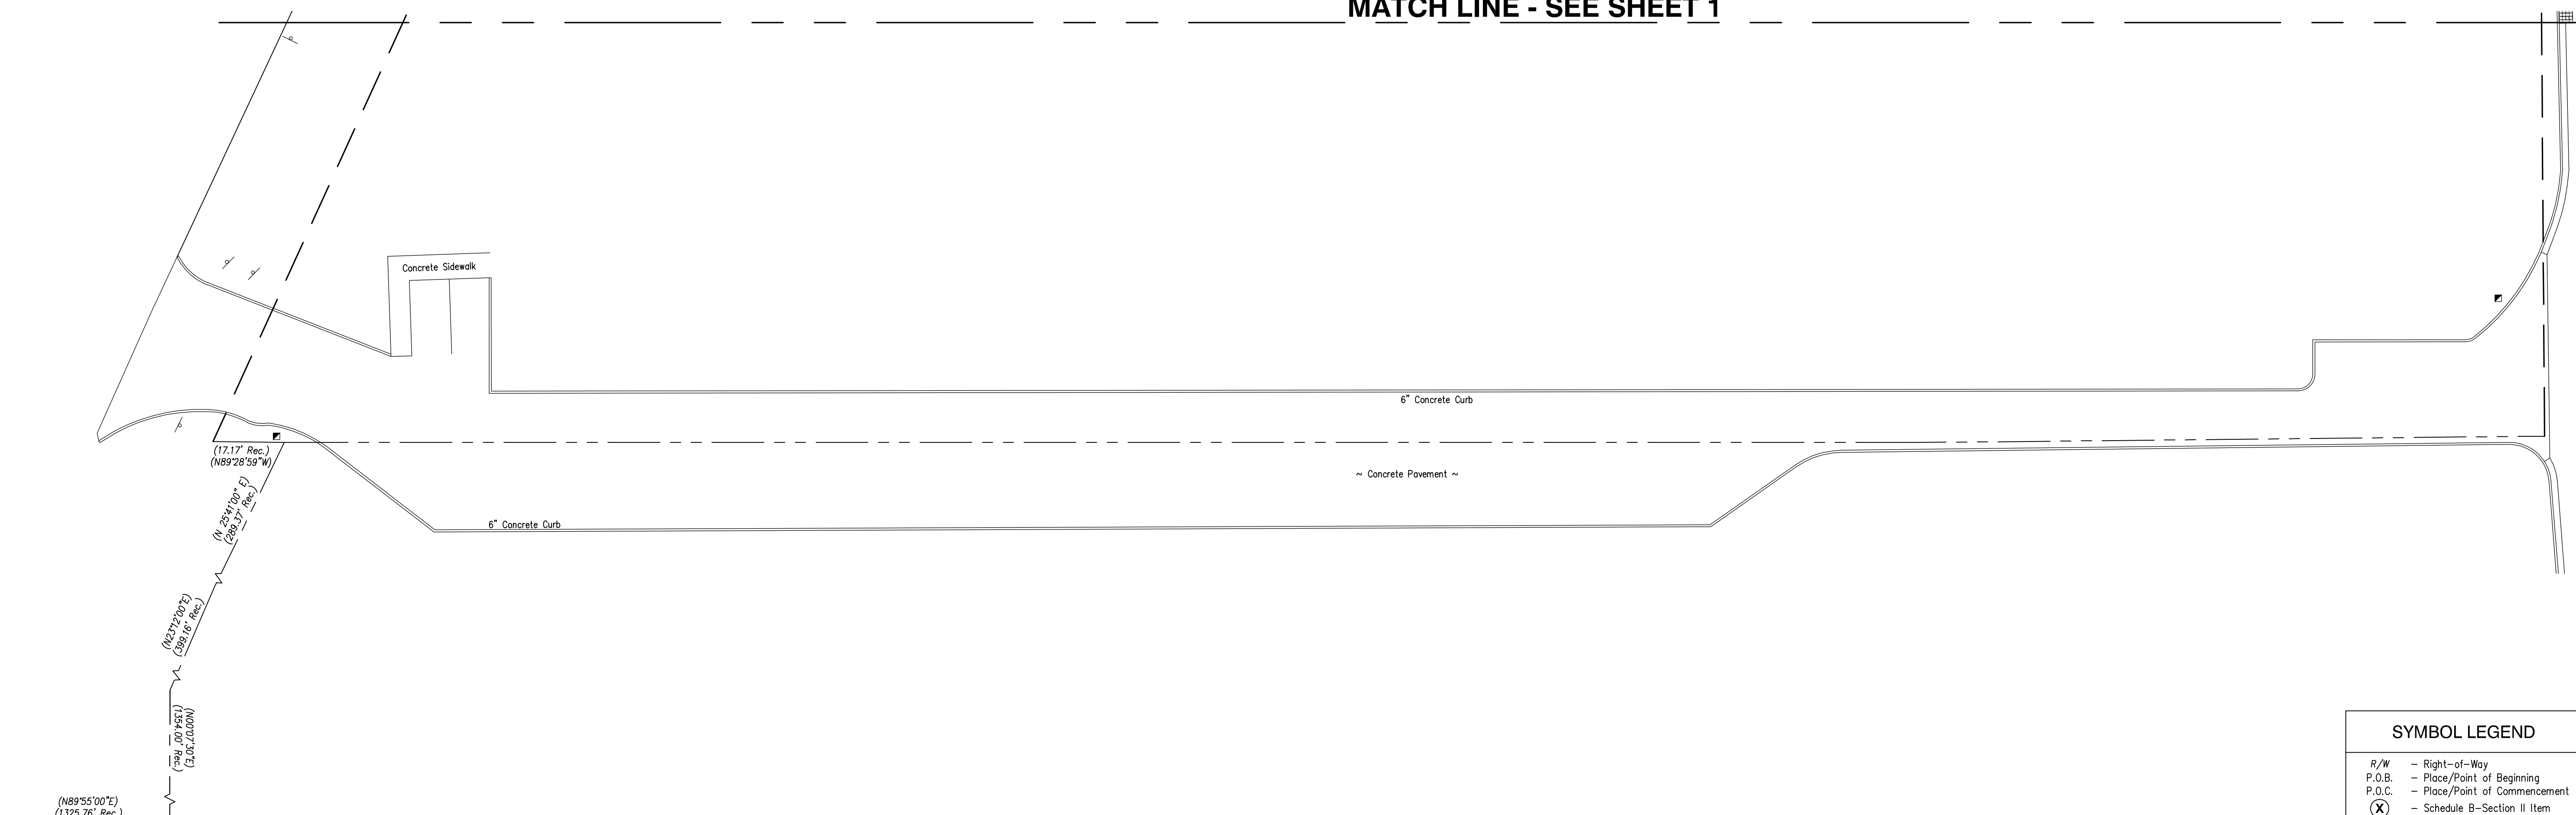 MATCH LINE - SEE SHEET 1
Concrete Sidewalk
6" Concrete Curb
(17.17' Rec.)
(N89°28'59"W)
~ Concrete Pavement ~
6" Concrete Curb
(N 25°41'00" E)
(289.37' Rec.)
(N23°12'00"E)
(399.16' Rec.)
(N00°07'30"E)
(1354.00' Rec.)
(N89°55'00"E)
(1325.76' Rec.)
SYMBOL LEGEND
R/W – Right-of-Way
P.O.B. – Place/Point of Beginning
P.O.C. – Place/Point of Commencement
X – Schedule B-Section II Item